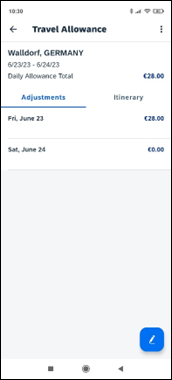 10:30
Travel Allowance
Walldorf, GERMANY
6/23/23 - 6/24/23
Daily Allowance Total €28.00
Adjustments Itinerary
Fri, June 23 €28.00
Sat, June 24 €0.00